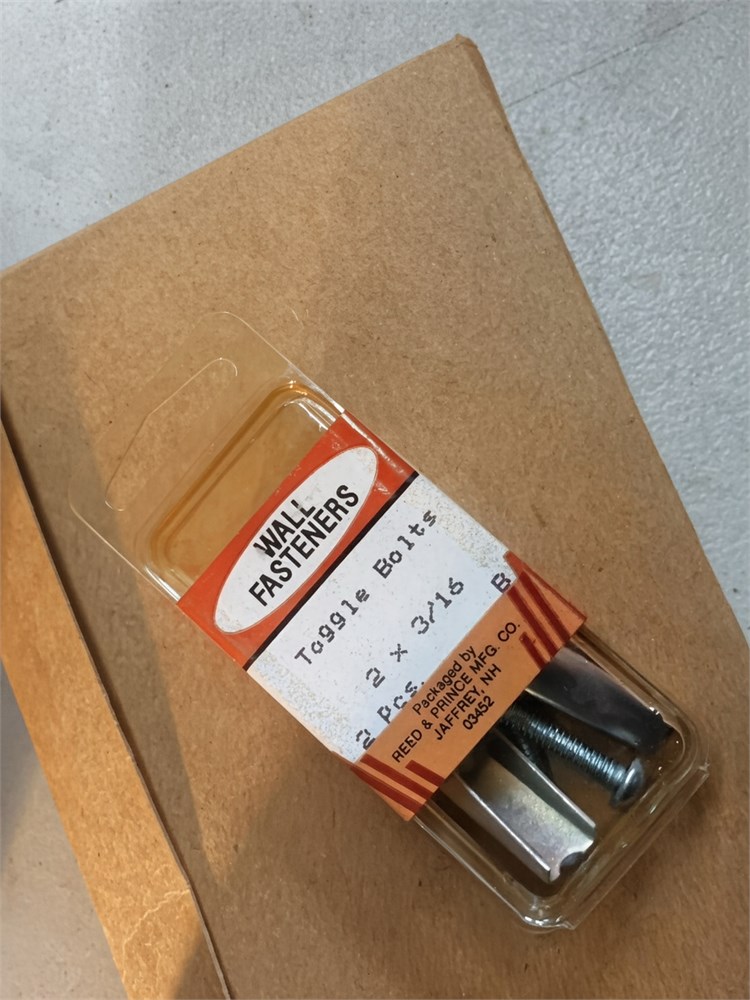 WALL
FASTENERS
Toggle Bolts
2 x 3/16
2 pcs. B
Packaged by
REED & PRINCE MFG. CO.
JAFFREY, NH
03452